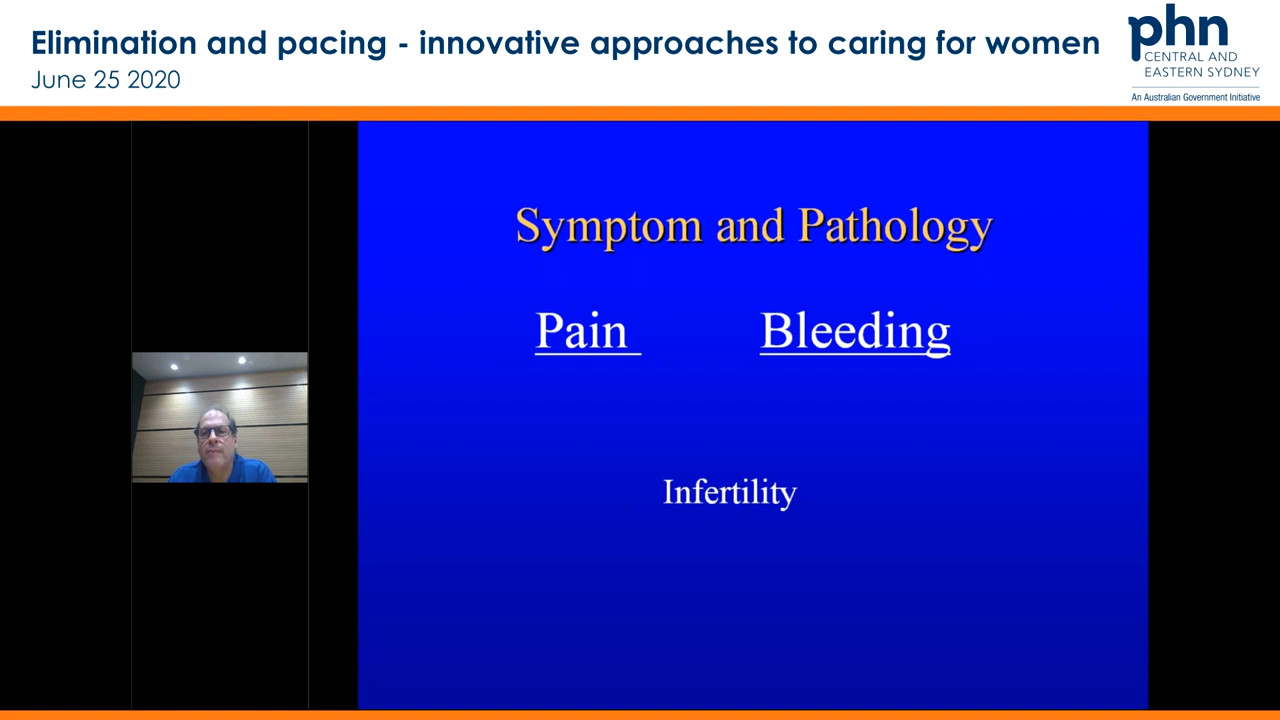 Elimination and pacing - innovative approaches to caring for women
June 25 2020
phn
CENTRAL AND
EASTERN SYDNEY
An Australian Government Initiative
Symptom and Pathology
Pain Bleeding
Infertility